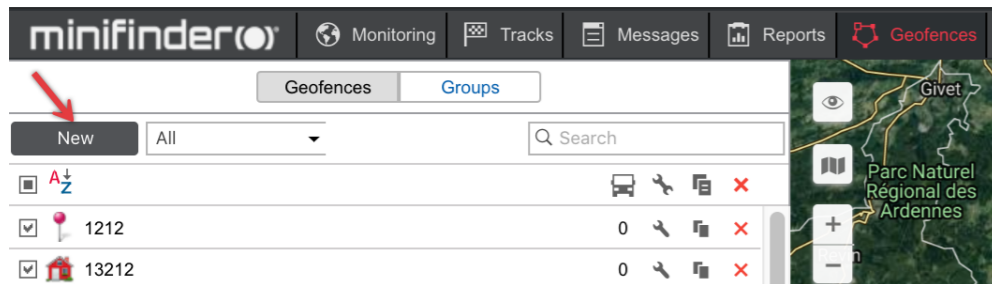 minifinder
Monitoring
Tracks
Messages
Reports
Geofences
Geofences
Groups
New
All
Search
A
Z
1212
0
13212
0
Givet
Parc Naturel
Régional des
Ardennes
+
−